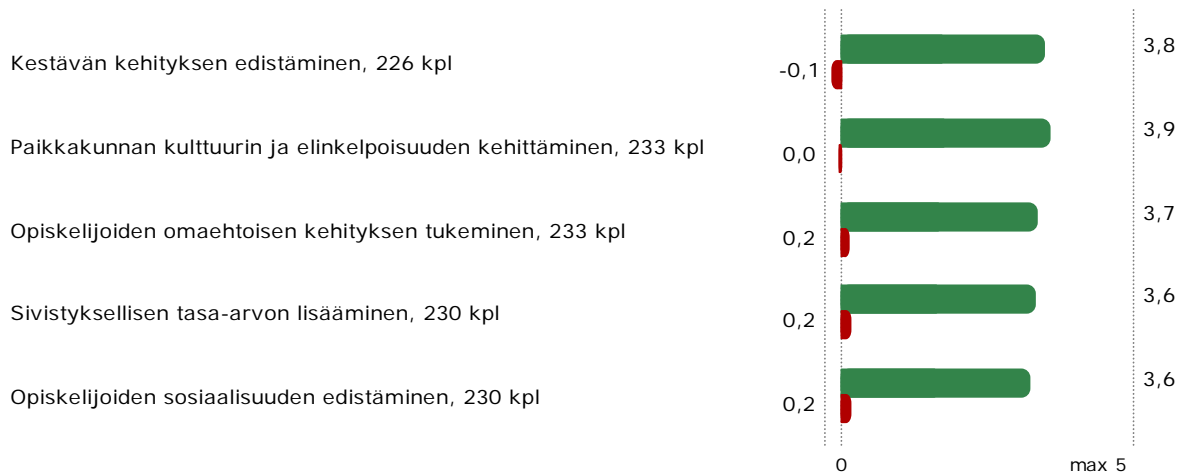 3,8
Kestävän kehityksen edistäminen, 226 kpl
-0,1
3,9
Paikkakunnan kulttuurin ja elinkelpoisuuden kehittäminen, 233 kpl
0,0
3,7
Opiskelijoiden omaehtoisen kehityksen tukeminen, 233 kpl
0,2
3,6
Sivistyksellisen tasa-arvon lisääminen, 230 kpl
0,2
3,6
Opiskelijoiden sosiaalisuuden edistäminen, 230 kpl
0,2
0 max 5